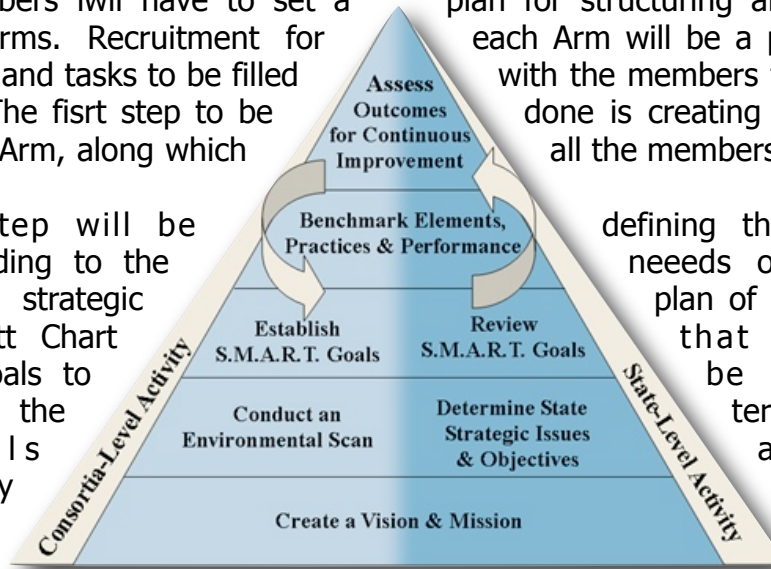 bers iwil have to set a plan for structuring
rms. Recruitment for each Arm will be a
and tasks to be filled with the members
The fisrt step to be done is creating
Arm, along which all the members
tep will be defining th
ding to the neeeds o
strategic plan of
tt Chart that
oals to be
the ter
l s a
y
Assess
Outcomes
for Continuous
Improvement
Benchmark Elements,
Practices & Performance
Establish
S.M.A.R.T. Goals
Review
S.M.A.R.T. Goals
Conduct an
Environmental Scan
Determine State
Strategic Issues
& Objectives
Create a Vision & Mission
Consortia-Level Activity
State-Level Activity